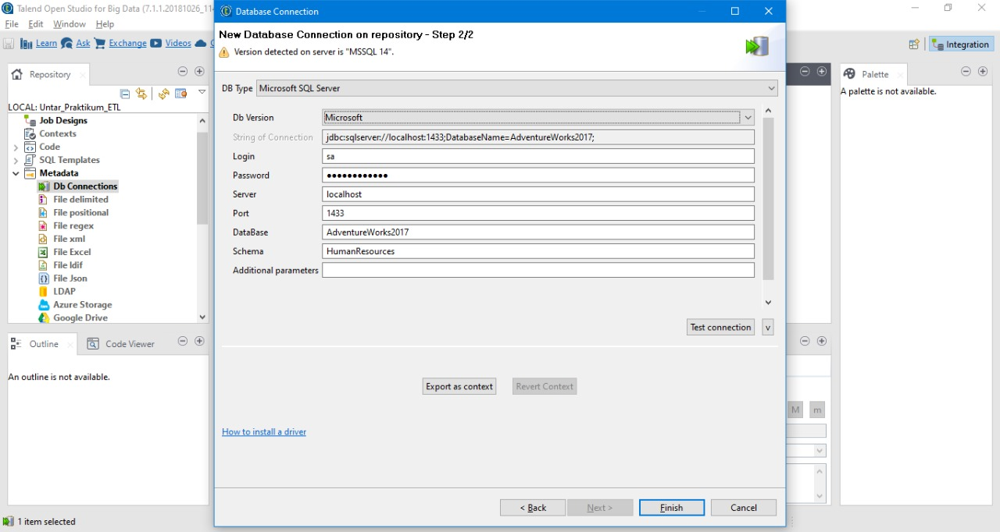 Talend Open Studio for Big Data (7.1.1.20181026_114
File Edit Window Help
Learn Ask Exchange Videos
Integration
Repository
LOCAL: Untar_Praktikum_ETL
Job Designs
Contexts
Code
SQL Templates
Metadata
Db Connections
File delimited
File positional
File regex
File xml
File Excel
File ldif
File Json
LDAP
Azure Storage
Google Drive
Outline Code Viewer
An outline is not available.
1 item selected
Database Connection
New Database Connection on repository - Step 2/2
Version detected on server is "MSSQL 14".
DB Type Microsoft SQL Server
Db Version Microsoft
String of Connection jdbc:sqlserver://localhost:1433;DatabaseName=AdventureWorks2017;
Login sa
Password ●●●●●●●●●●●●
Server localhost
Port 1433
DataBase AdventureWorks2017
Schema HumanResources
Additional parameters
Test connection v
Export as context Revert Context
How to install a driver
< Back Next > Finish Cancel
Palette
A palette is not available.
M m